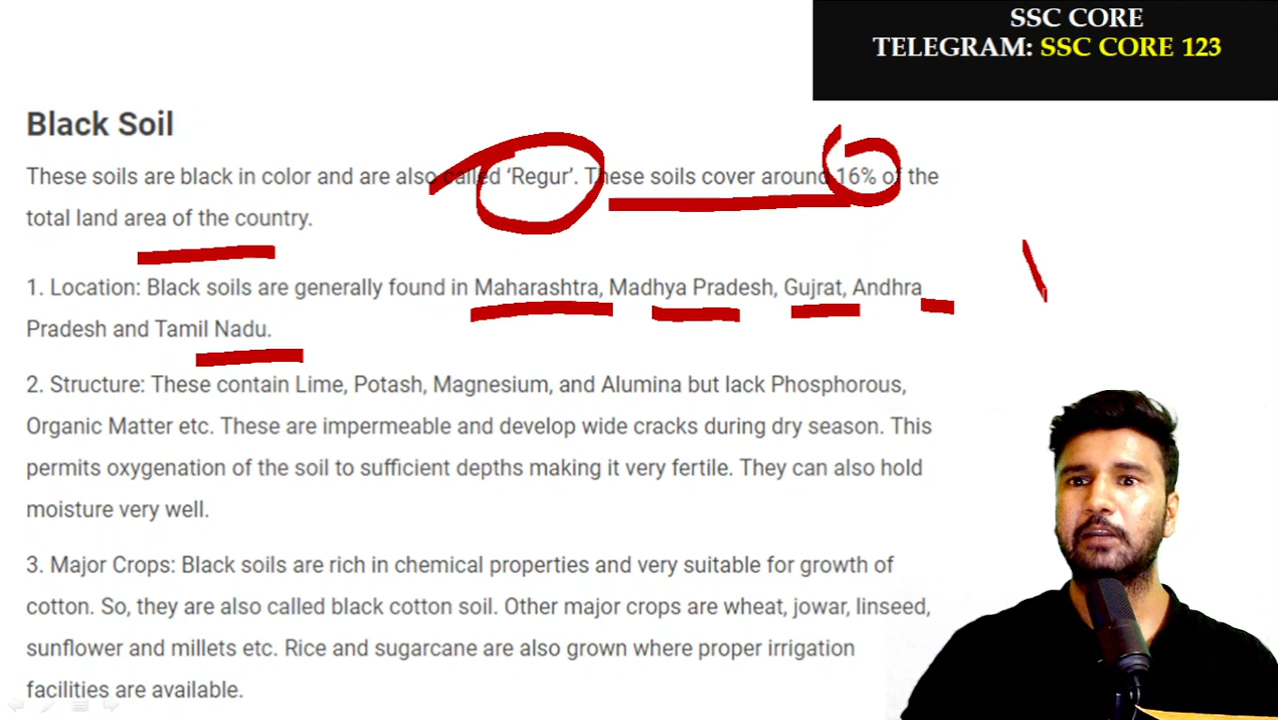 SSC CORE
TELEGRAM: SSC CORE 123
Black Soil
These soils are black in color and are also called ‘Regur’. These soils cover around 16% of the
total land area of the country.
1. Location: Black soils are generally found in Maharashtra, Madhya Pradesh, Gujrat, Andhra
Pradesh and Tamil Nadu.
2. Structure: These contain Lime, Potash, Magnesium, and Alumina but lack Phosphorous,
Organic Matter etc. These are impermeable and develop wide cracks during dry season. This
permits oxygenation of the soil to sufficient depths making it very fertile. They can also hold
moisture very well.
3. Major Crops: Black soils are rich in chemical properties and very suitable for growth of
cotton. So, they are also called black cotton soil. Other major crops are wheat, jowar, linseed,
sunflower and millets etc. Rice and sugarcane are also grown where proper irrigation
facilities are available.